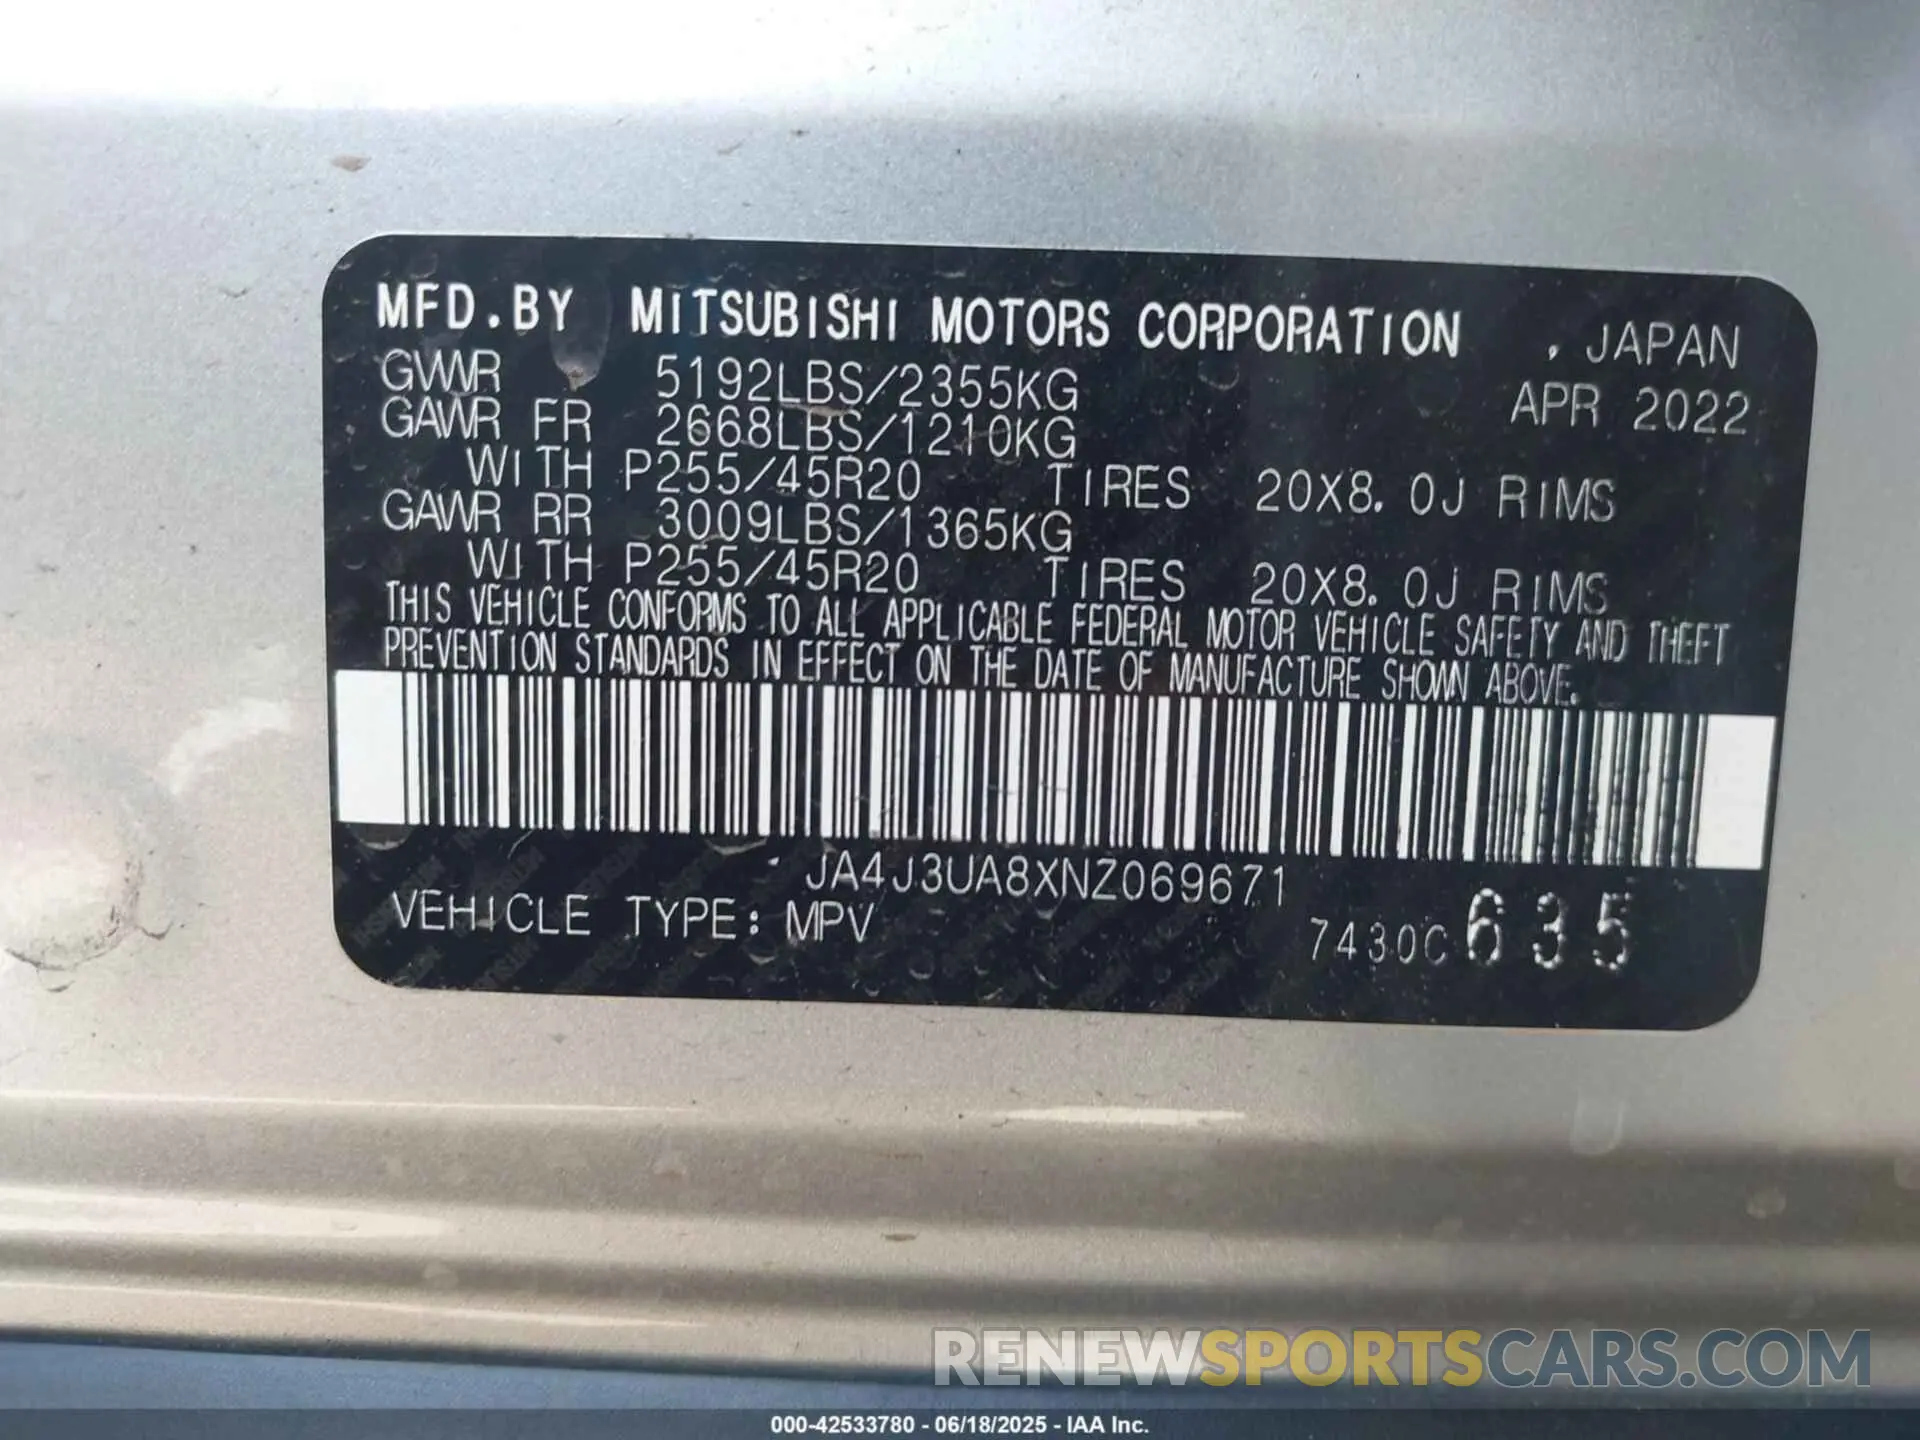 MFD.BY MITSUBISHI MOTORS CORPORATION , JAPAN
GVWR 5192LBS/2355KG APR 2022
GAWR FR 2668LBS/1210KG
WITH P255/45R20 TIRES 20X8.0J RIMS
GAWR RR 3009LBS/1365KG
WITH P255/45R20 TIRES 20X8.0J RIMS
THIS VEHICLE CONFORMS TO ALL APPLICABLE FEDERAL MOTOR VEHICLE SAFETY AND THEFT
PREVENTION STANDARDS IN EFFECT ON THE DATE OF MANUFACTURE SHOWN ABOVE.
JA4J3UA8XNZ069671
VEHICLE TYPE: MPV 7430C 635
RENEWSPORTSCARS.COM
000-42533780 - 06/18/2025 - IAA Inc.